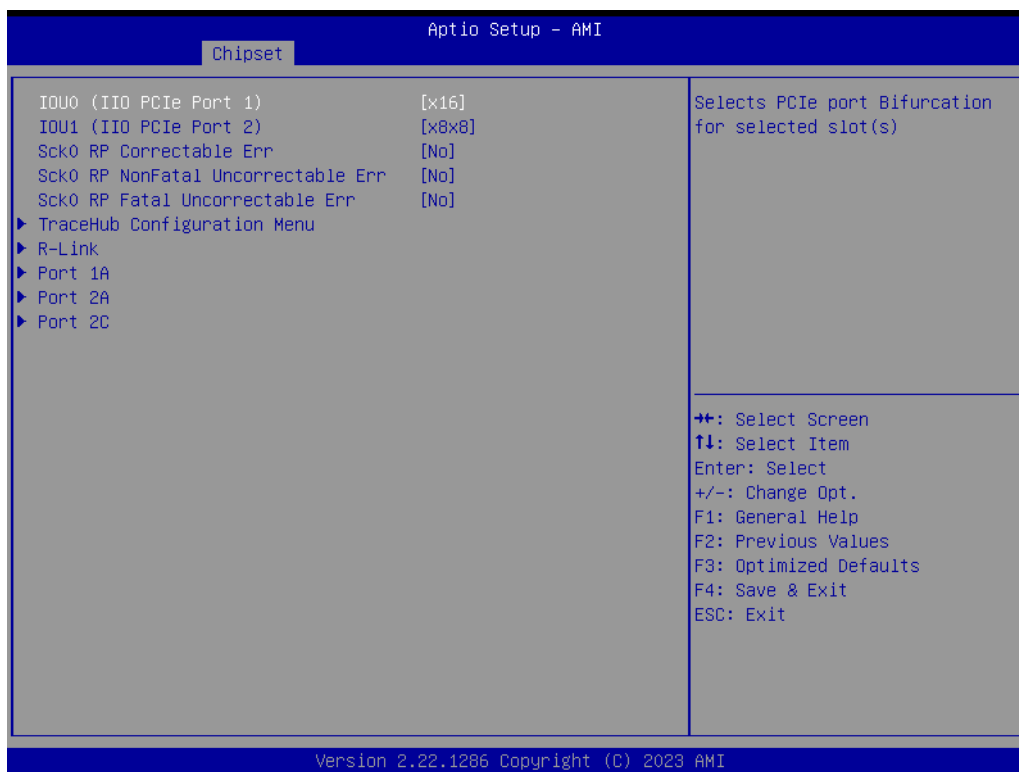 Aptio Setup – AMI
Chipset
IOU0 (IIO PCIe Port 1) [x16]
IOU1 (IIO PCIe Port 2) [x8x8]
Sck0 RP Correctable Err [No]
Sck0 RP NonFatal Uncorrectable Err [No]
Sck0 RP Fatal Uncorrectable Err [No]
▶ TraceHub Configuration Menu
▶ R-Link
▶ Port 1A
▶ Port 2A
▶ Port 2C
Selects PCIe port Bifurcation
for selected slot(s)
→←: Select Screen
↑↓: Select Item
Enter: Select
+/-: Change Opt.
F1: General Help
F2: Previous Values
F3: Optimized Defaults
F4: Save & Exit
ESC: Exit
Version 2.22.1286 Copyright (C) 2023 AMI